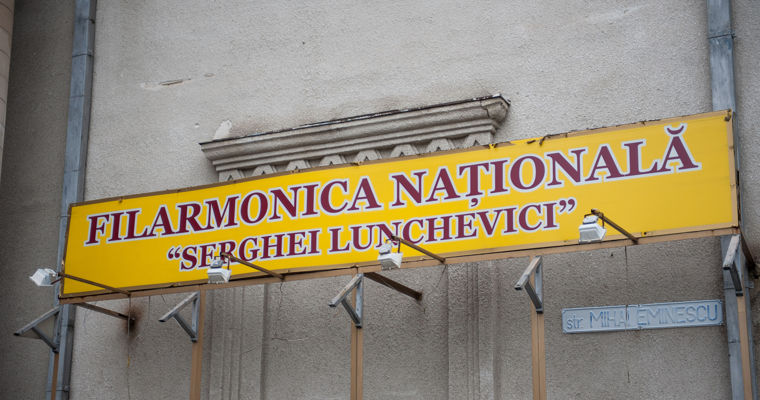 FILARMONICA NAȚIONALĂ
“SERGHEI LUNCHEVICI”
str MIHAI EMINESCU